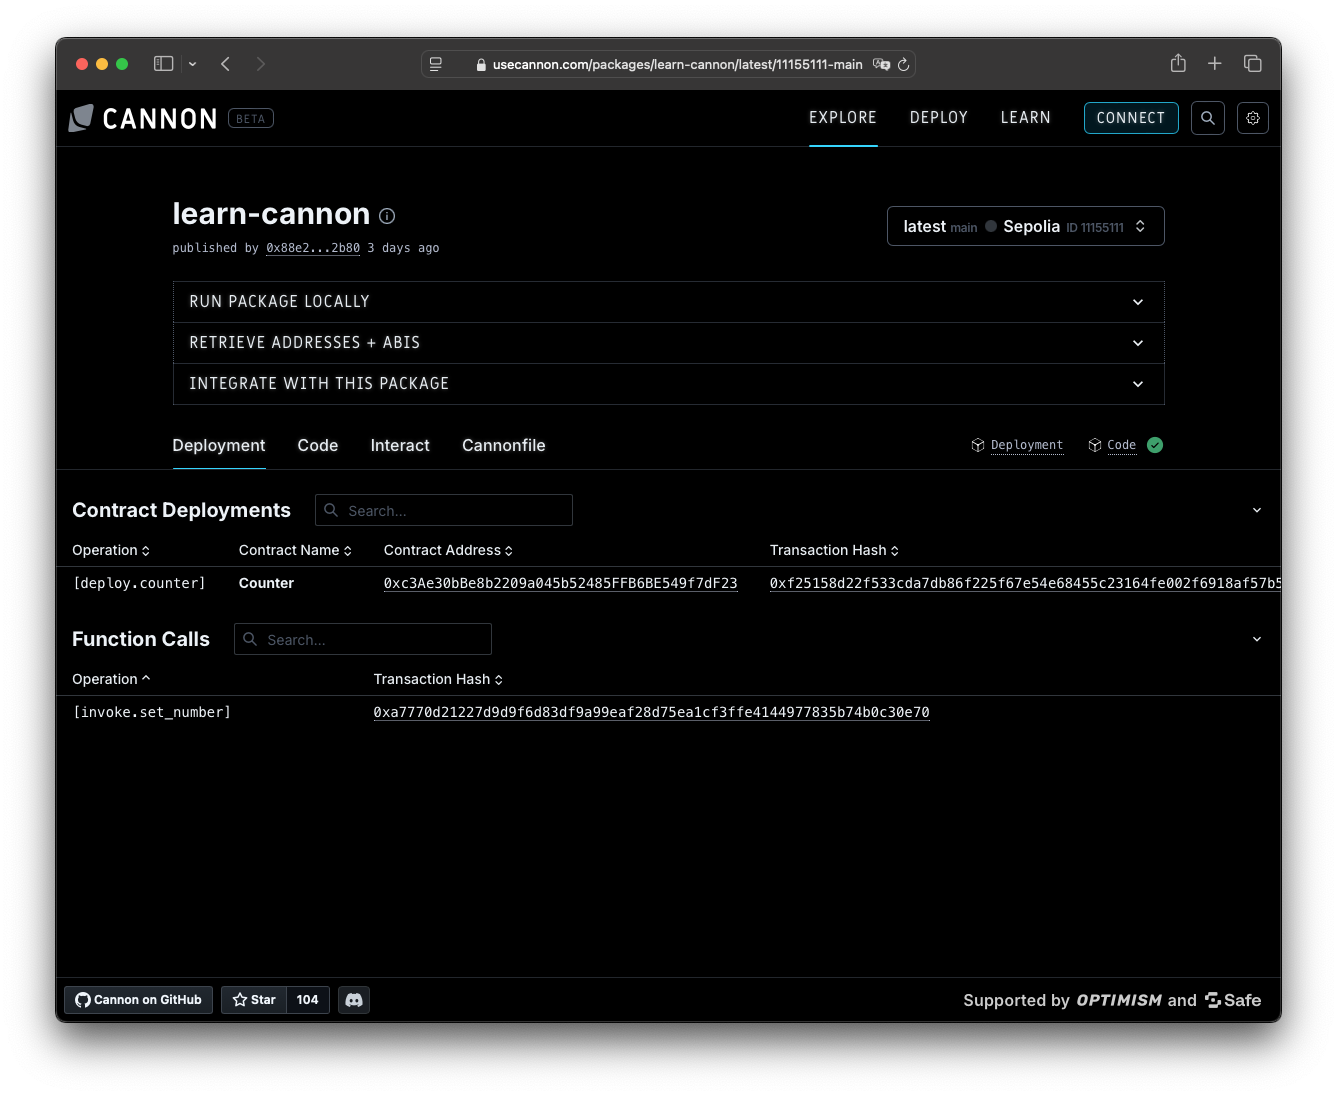 usecannon.com/packages/learn-cannon/latest/11155111-main
CANNON BETA
EXPLORE DEPLOY LEARN CONNECT
learn-cannon
published by 0x88e2...2b80 3 days ago
latest main Sepolia ID 11155111
RUN PACKAGE LOCALLY
RETRIEVE ADDRESSES + ABIS
INTEGRATE WITH THIS PACKAGE
Deployment Code Interact Cannonfile Deployment Code
Contract Deployments Search...
Operation Contract Name Contract Address Transaction Hash
[deploy.counter] Counter 0xc3Ae30bBe8b2209a045b52485FFB6BE549f7dF23 0xf25158d22f533cda7db86f225f67e54e68455c23164fe002f6918af57b5
Function Calls Search...
Operation Transaction Hash
[invoke.set_number] 0xa7770d21227d9d9f6d83df9a99eaf28d75ea1cf3ffe4144977835b74b0c30e70
Cannon on GitHub Star 104 Supported by OPTIMISM and Safe